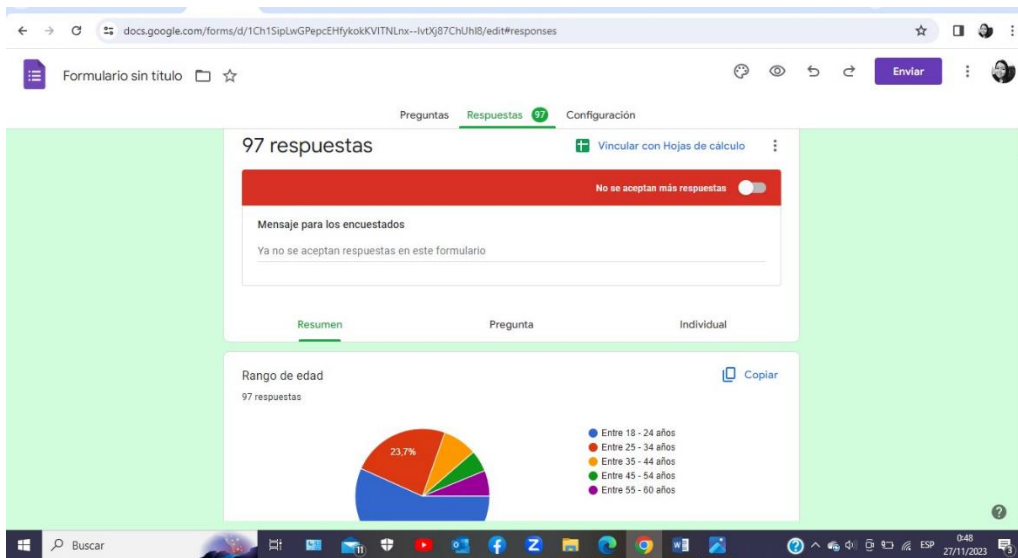 docs.google.com/forms/d/1Ch1SipLwGPepcEHfykokKVITNLnx--IvtXj87ChUhI8/edit#responses
Formulario sin título
Enviar
Preguntas Respuestas 97 Configuración
97 respuestas
Vincular con Hojas de cálculo
No se aceptan más respuestas
Mensaje para los encuestados
Ya no se aceptan respuestas en este formulario
Resumen Pregunta Individual
Rango de edad
Copiar
97 respuestas
23,7%
Entre 18 - 24 años
Entre 25 - 34 años
Entre 35 - 44 años
Entre 45 - 54 años
Entre 55 - 60 años
Buscar
11
ESP
0:48
27/11/2023
3